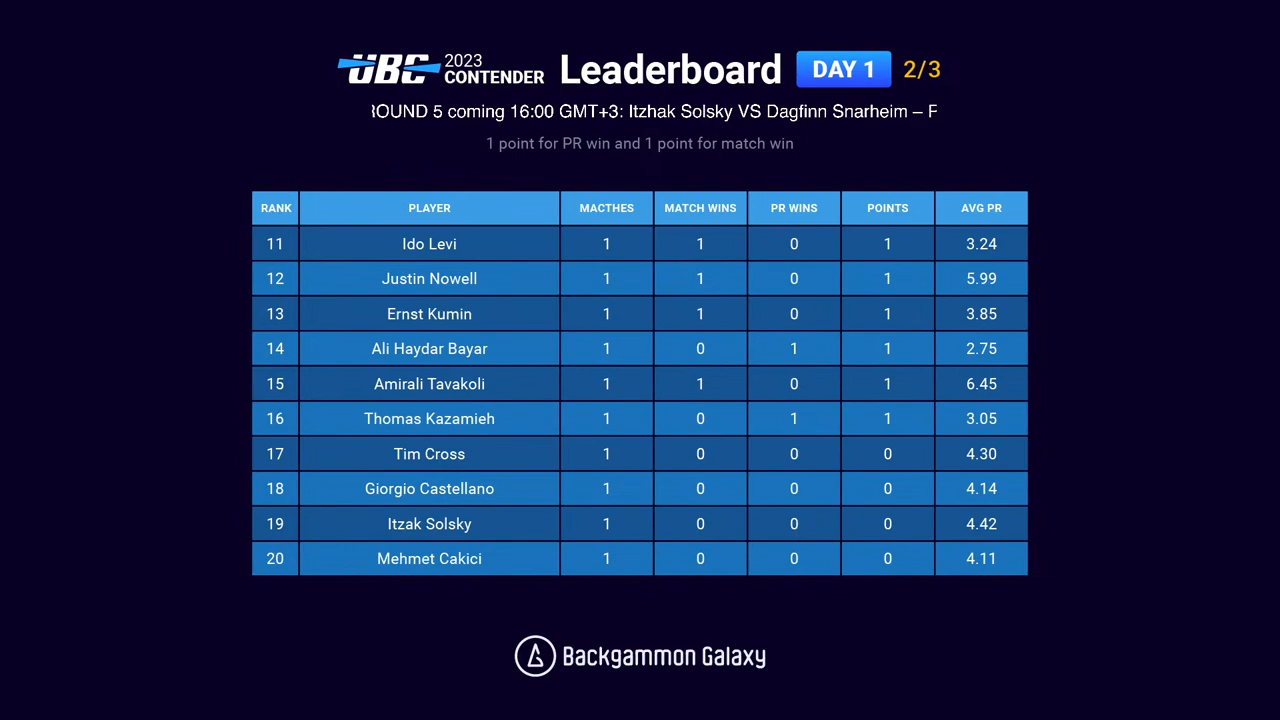 UBC 2023 CONTENDER Leaderboard DAY 1 2/3
ROUND 5 coming 16:00 GMT+3: Itzhak Solsky VS Dagfinn Snarheim – F
1 point for PR win and 1 point for match win
RANK PLAYER MACTHES MATCH WINS PR WINS POINTS AVG PR
11 Ido Levi 1 1 0 1 3.24
12 Justin Nowell 1 1 0 1 5.99
13 Ernst Kumin 1 1 0 1 3.85
14 Ali Haydar Bayar 1 0 1 1 2.75
15 Amirali Tavakoli 1 1 0 1 6.45
16 Thomas Kazamieh 1 0 1 1 3.05
17 Tim Cross 1 0 0 0 4.30
18 Giorgio Castellano 1 0 0 0 4.14
19 Itzak Solsky 1 0 0 0 4.42
20 Mehmet Cakici 1 0 0 0 4.11
Backgammon Galaxy